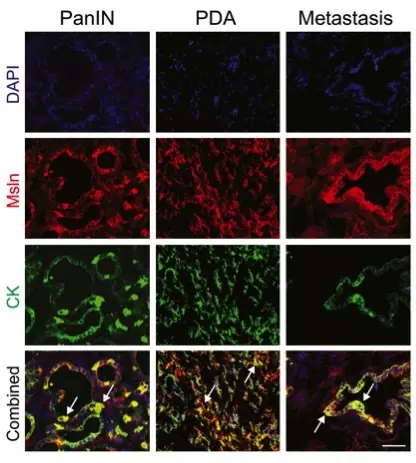 PanIN PDA Metastasis
DAPI
Msln
CK
Combined